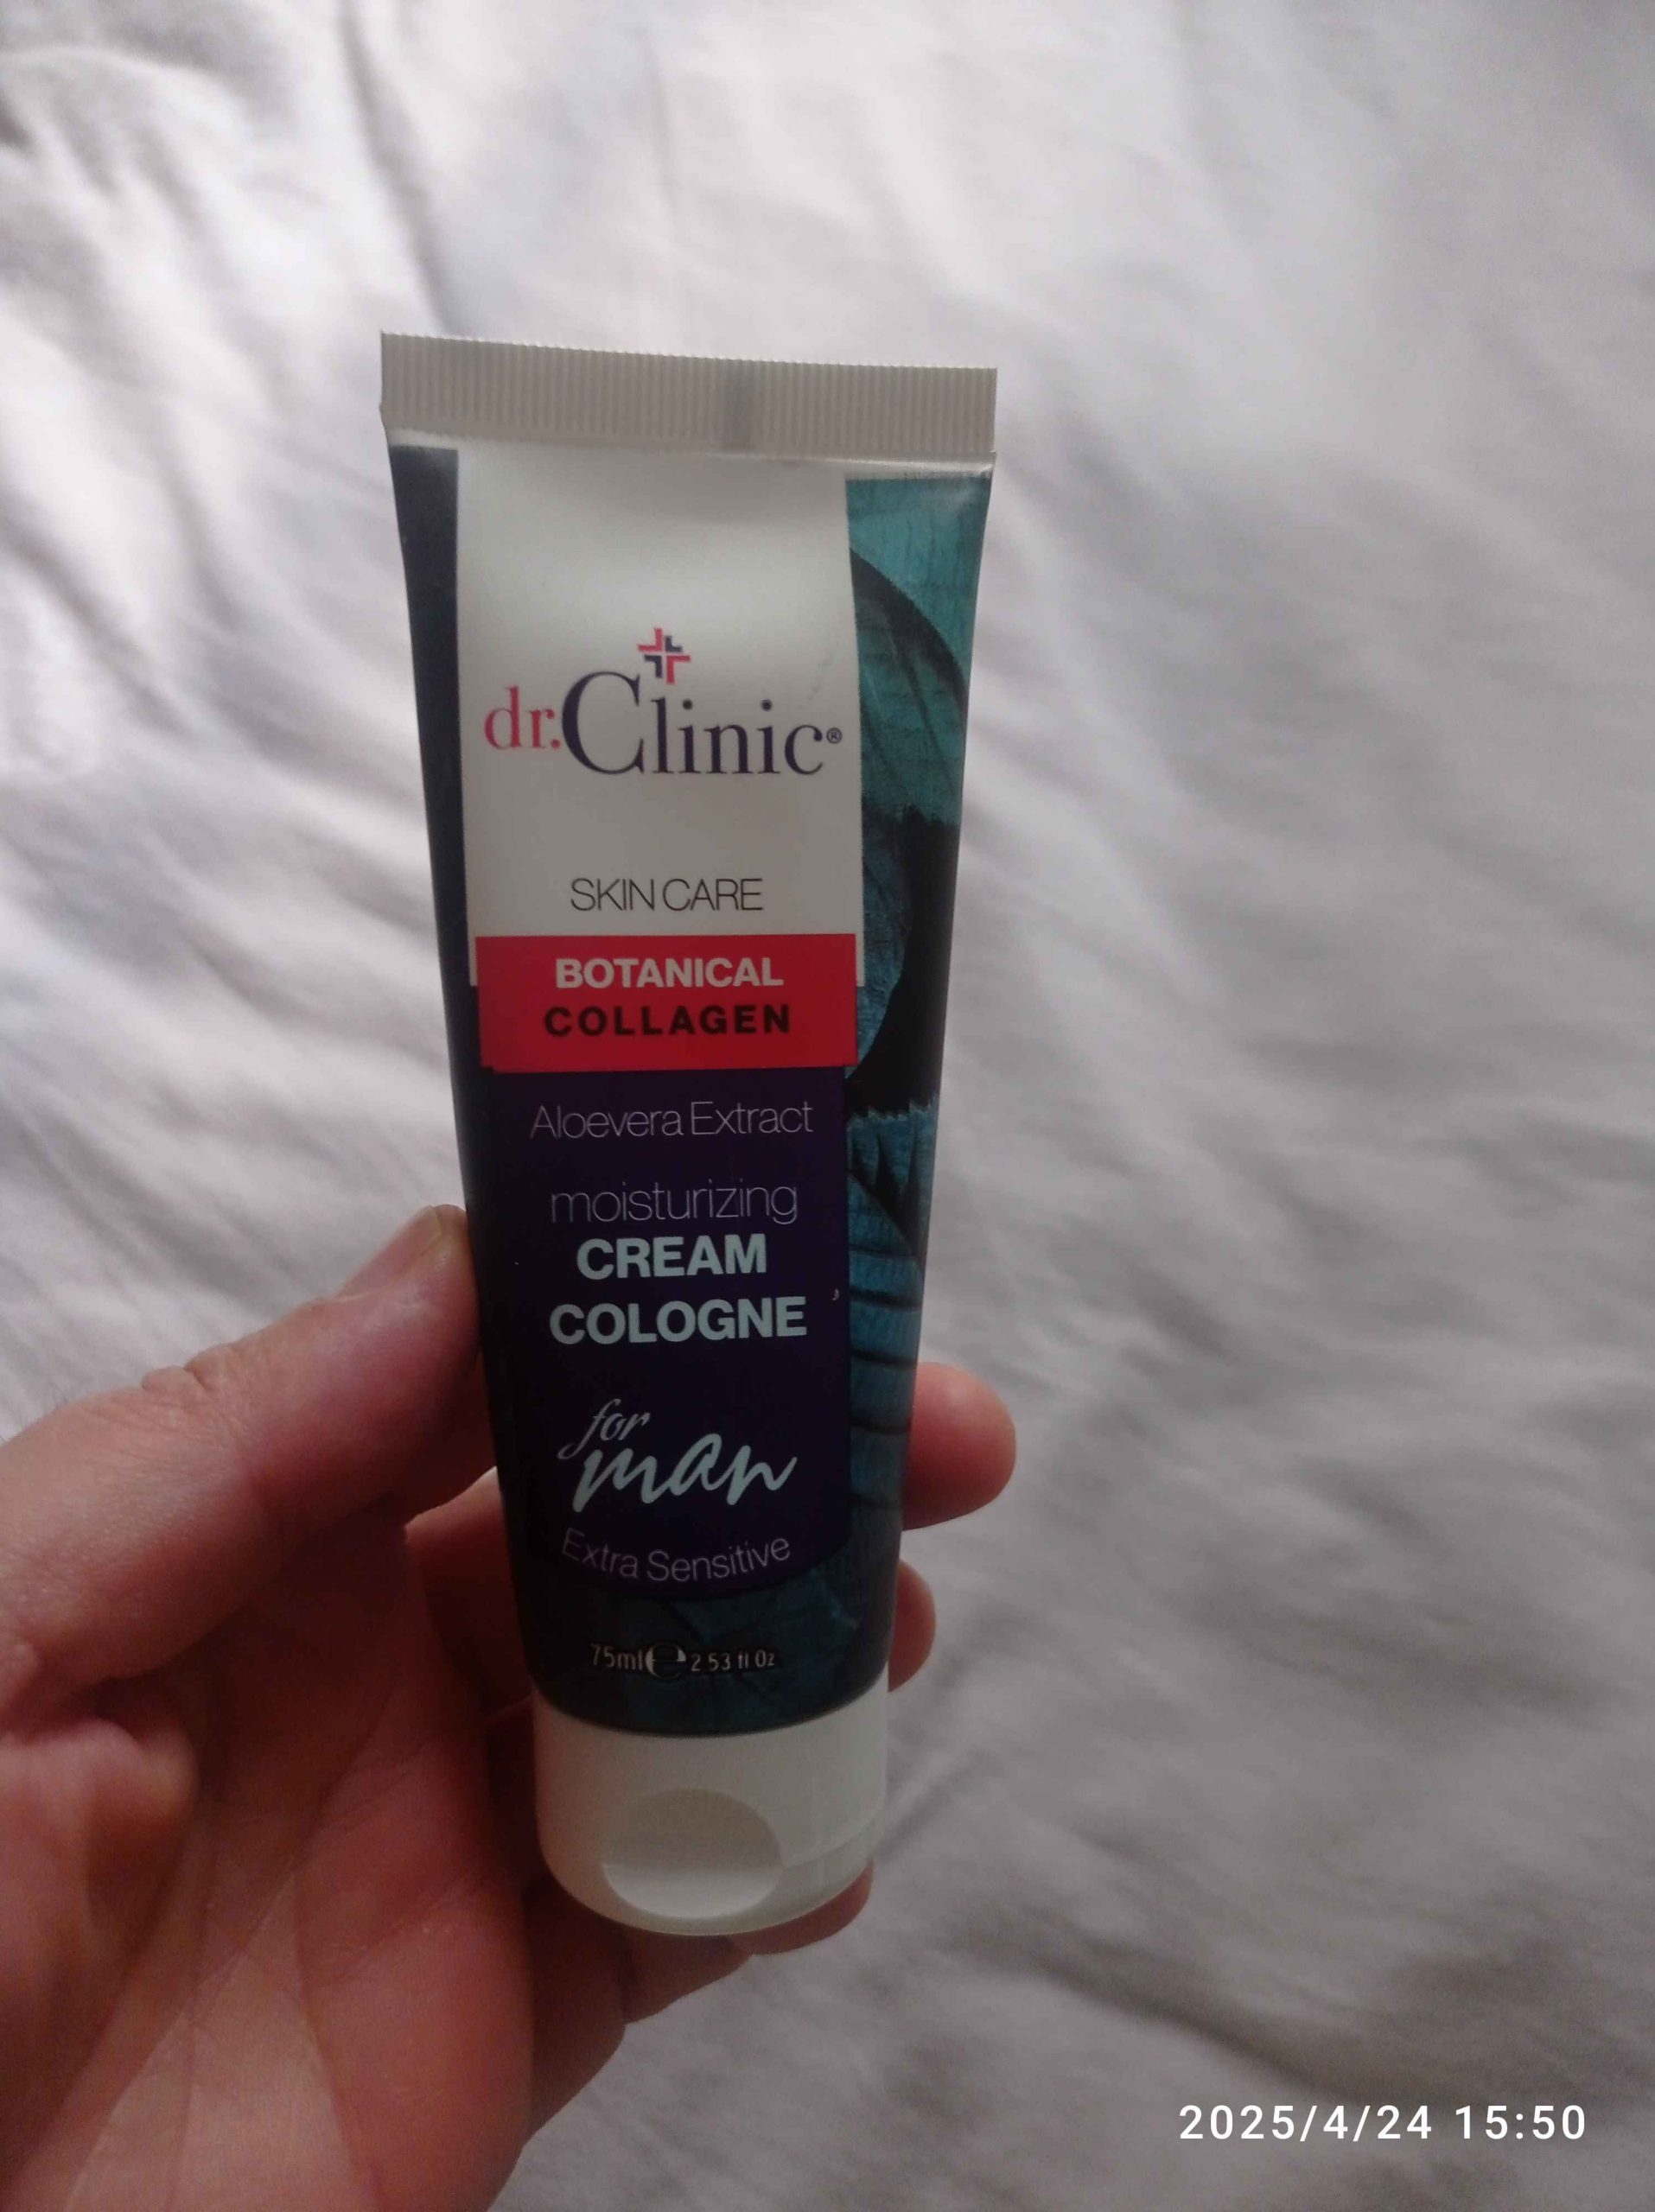 dr.Clinic®
SKIN CARE
BOTANICAL
COLLAGEN
Aloevera Extract
moisturizing
CREAM
COLOGNE
for
man
Extra Sensitive
75ml e 2.53 fl Oz
2025/4/24 15:50